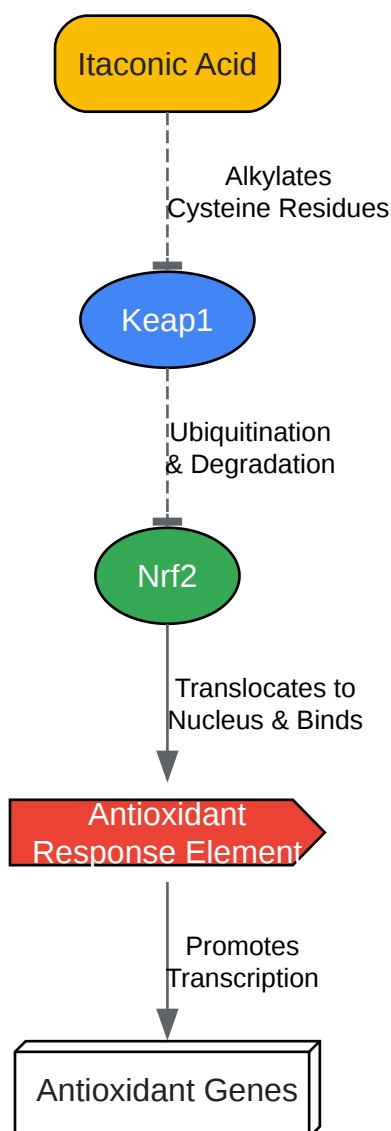 Itaconic Acid
Alkylates
Cysteine Residues
Keap1
Ubiquitination
& Degradation
Nrf2
Translocates to
Nucleus & Binds
Antioxidant
Response Element
Promotes
Transcription
Antioxidant Genes